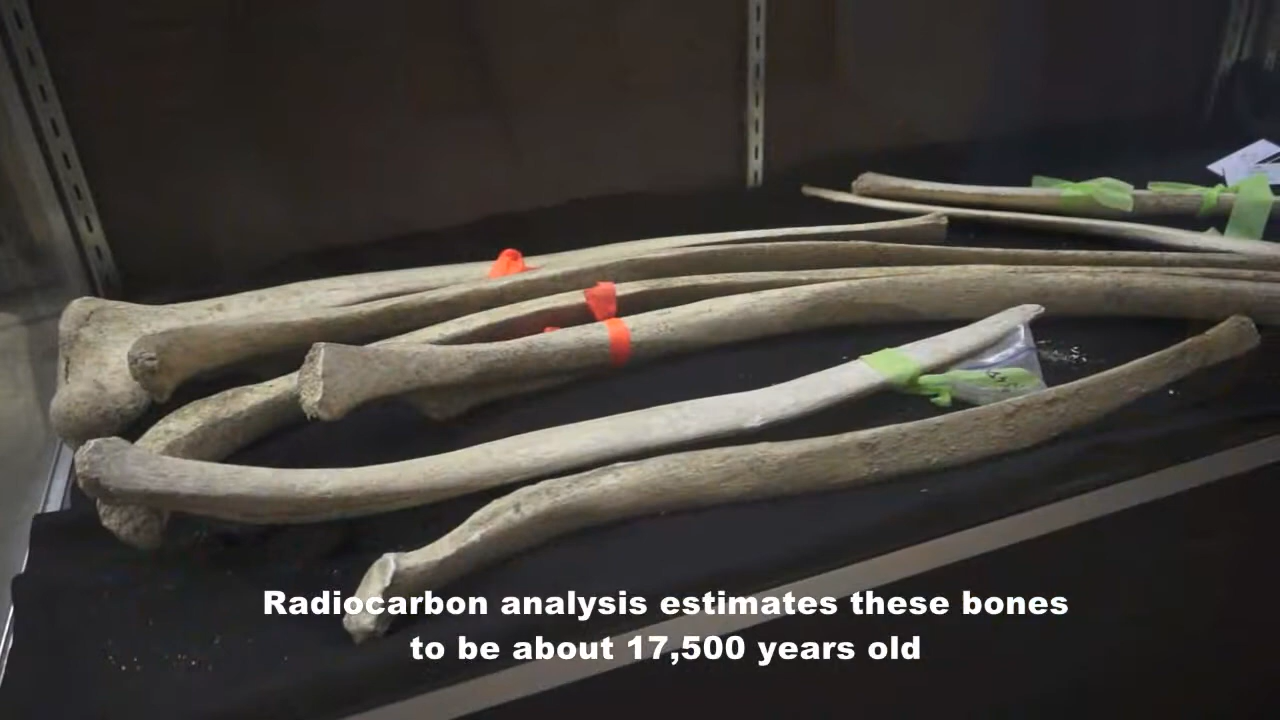 Radiocarbon analysis estimates these bones
to be about 17,500 years old